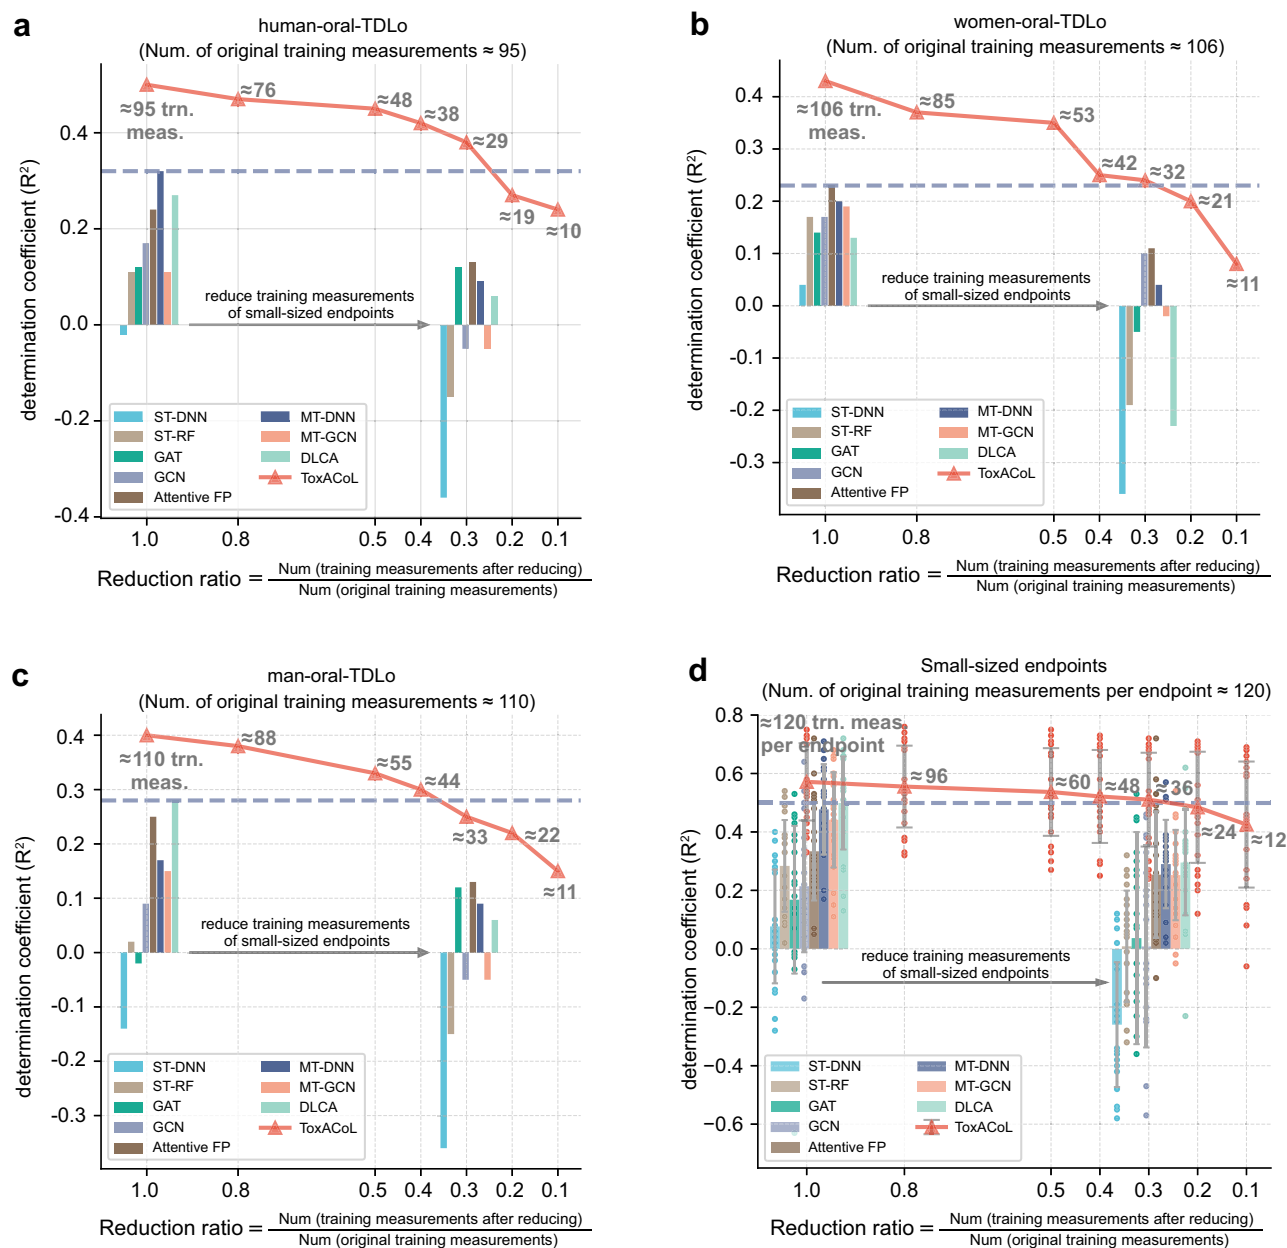 a
human-oral-TDLo
(Num. of original training measurements ≈ 95)
determination coefficient (R²)
0.4
0.2
0.0
-0.2
-0.4
≈95 trn.
meas.
≈76
≈48
≈38
≈29
≈19
≈10
reduce training measurements
of small-sized endpoints
ST-DNN
ST-RF
GAT
GCN
Attentive FP
MT-DNN
MT-GCN
DLCA
ToxACoL
1.0 0.8 0.5 0.4 0.3 0.2 0.1
Reduction ratio = Num (training measurements after reducing)
Num (original training measurements)
b
women-oral-TDLo
(Num. of original training measurements ≈ 106)
determination coefficient (R²)
0.4
0.3
0.2
0.1
0.0
-0.1
-0.2
-0.3
≈106 trn.
meas.
≈85
≈53
≈42
≈32
≈21
≈11
reduce training measurements
of small-sized endpoints
ST-DNN
ST-RF
GAT
GCN
Attentive FP
MT-DNN
MT-GCN
DLCA
ToxACoL
1.0 0.8 0.5 0.4 0.3 0.2 0.1
Reduction ratio = Num (training measurements after reducing)
Num (original training measurements)
c
man-oral-TDLo
(Num. of original training measurements ≈ 110)
determination coefficient (R²)
0.4
0.3
0.2
0.1
0.0
-0.1
-0.2
-0.3
≈110 trn.
meas.
≈88
≈55
≈44
≈33
≈22
≈11
reduce training measurements
of small-sized endpoints
ST-DNN
ST-RF
GAT
GCN
Attentive FP
MT-DNN
MT-GCN
DLCA
ToxACoL
1.0 0.8 0.5 0.4 0.3 0.2 0.1
Reduction ratio = Num (training measurements after reducing)
Num (original training measurements)
d
Small-sized endpoints
(Num. of original training measurements per endpoint ≈ 120)
determination coefficient (R²)
0.8
0.6
0.4
0.2
0.0
−0.2
−0.4
−0.6
≈120 trn. meas.
per endpoint
≈96
≈60
≈48
≈36
≈24
≈12
reduce training measurements
of small-sized endpoints
ST-DNN
ST-RF
GAT
GCN
Attentive FP
MT-DNN
MT-GCN
DLCA
ToxACoL
1.0 0.8 0.5 0.4 0.3 0.2 0.1
Reduction ratio = Num (training measurements after reducing)
Num (original training measurements)